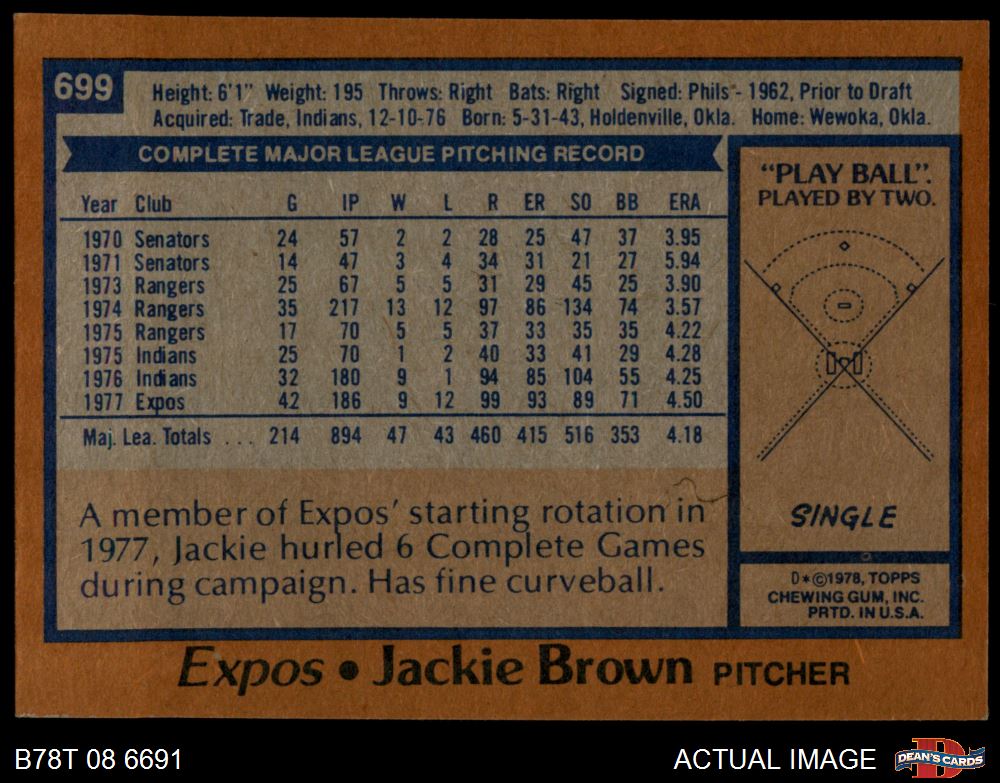 699
Height: 6'1" Weight: 195 Throws: Right Bats: Right Signed: Phils - 1962, Prior to Draft
Acquired: Trade, Indians, 12-10-76 Born: 5-31-43, Holdenville, Okla. Home: Wewoka, Okla.
COMPLETE MAJOR LEAGUE PITCHING RECORD
Year Club G IP W L R ER SO BB ERA
1970 Senators 24 57 2 2 28 25 47 37 3.95
1971 Senators 14 47 3 4 34 31 21 27 5.94
1973 Rangers 25 67 5 5 31 29 45 25 3.90
1974 Rangers 35 217 13 12 97 86 134 74 3.57
1975 Rangers 17 70 5 5 37 33 35 35 4.22
1975 Indians 25 70 1 2 40 33 41 29 4.28
1976 Indians 32 180 9 1 94 85 104 55 4.25
1977 Expos 42 186 9 12 99 93 89 71 4.50
Maj. Lea. Totals ... 214 894 47 43 460 415 516 353 4.18
A member of Expos' starting rotation in
1977, Jackie hurled 6 Complete Games
during campaign. Has fine curveball.
"PLAY BALL".
PLAYED BY TWO.
SINGLE
D*©1978, TOPPS
CHEWING GUM, INC.
PRTD. IN U.S.A.
Expos • Jackie Brown PITCHER
B78T 08 6691
ACTUAL IMAGE
DEAN'S CARDS